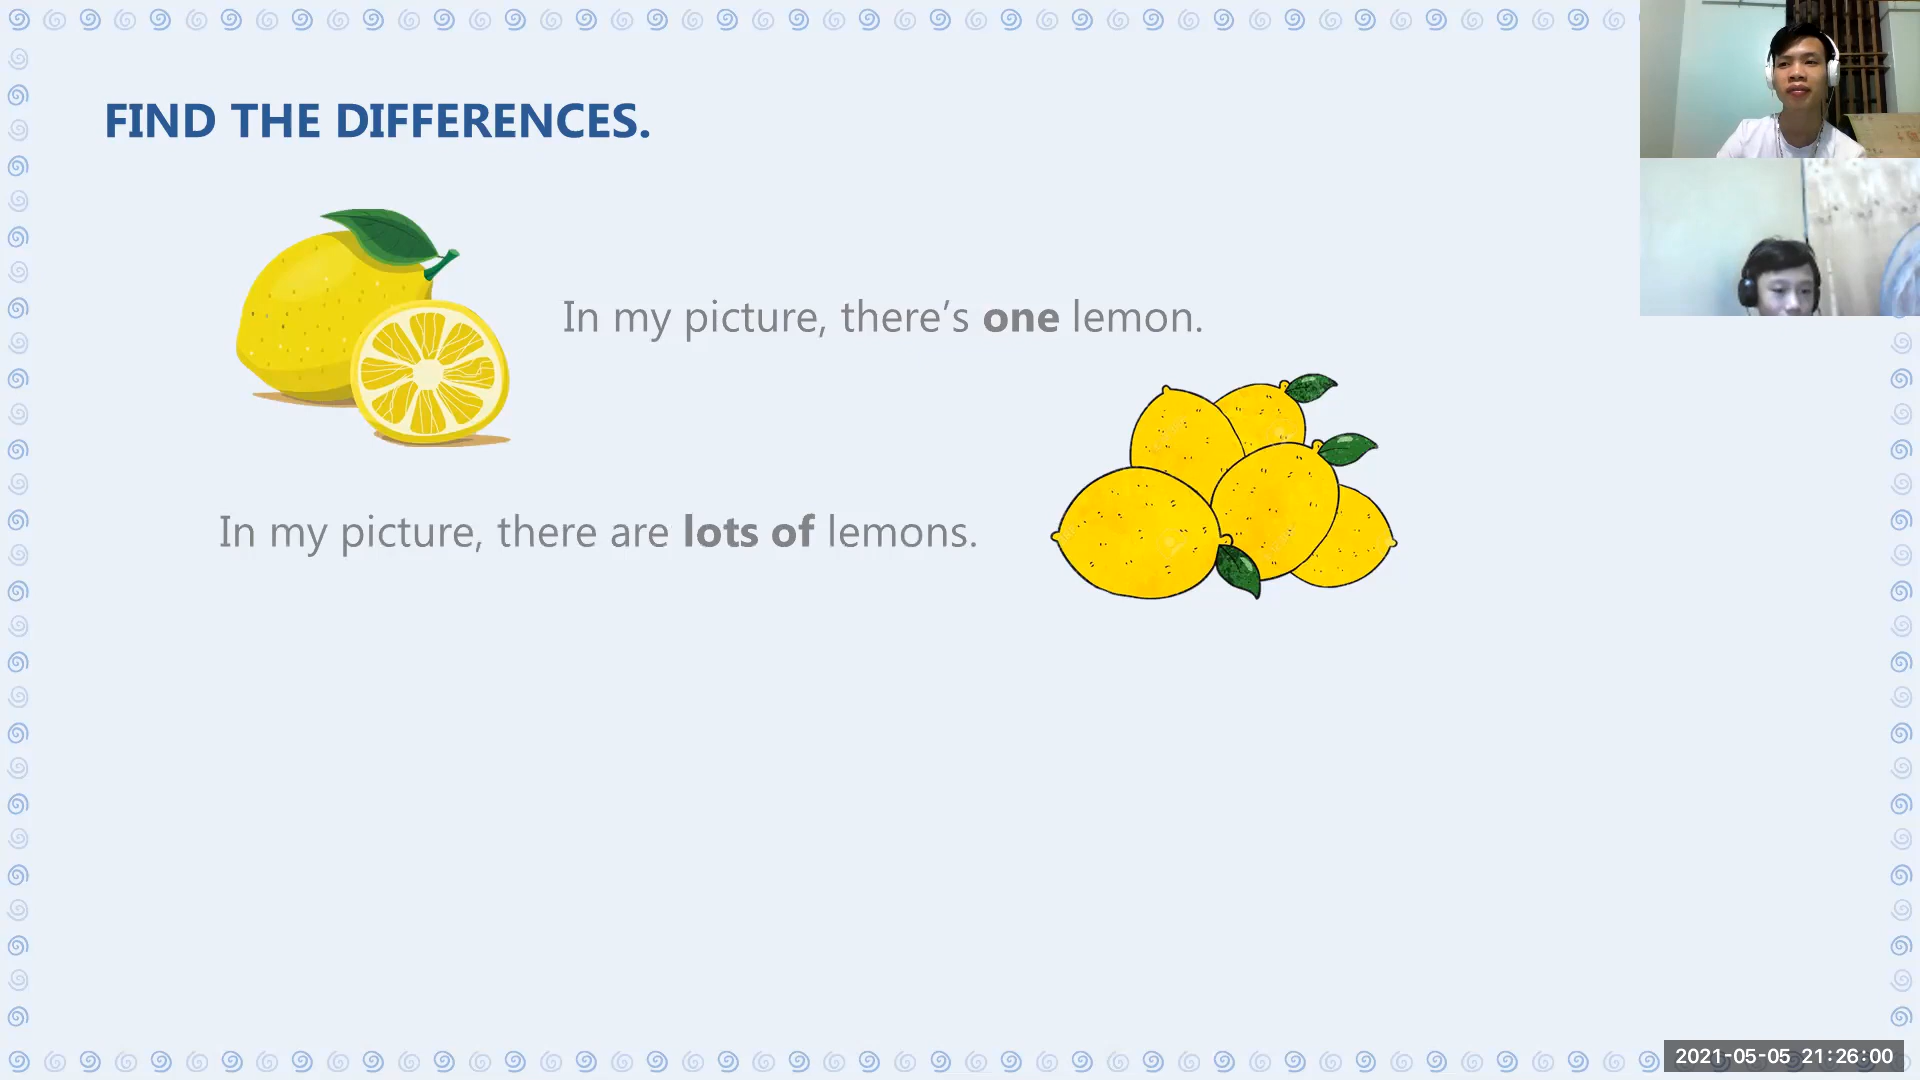 FIND THE DIFFERENCES.
In my picture, there’s one lemon.
In my picture, there are lots of lemons.
2021-05-05 21:26:00